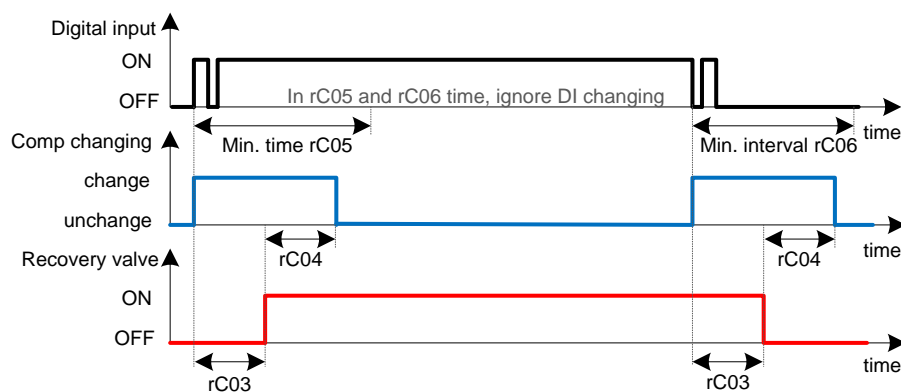 Digital input
ON
OFF
In rC05 and rC06 time, ignore DI changing
time
Min. time rC05
Min. interval rC06
Comp changing
change
unchange
rC04
rC04
time
Recovery valve
ON
OFF
time
rC03
rC03